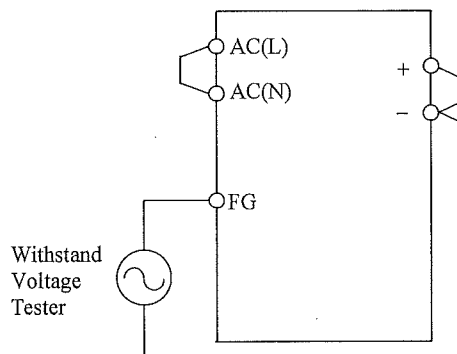 AC(L)
AC(N)
+
−
FG
Withstand
Voltage
Tester